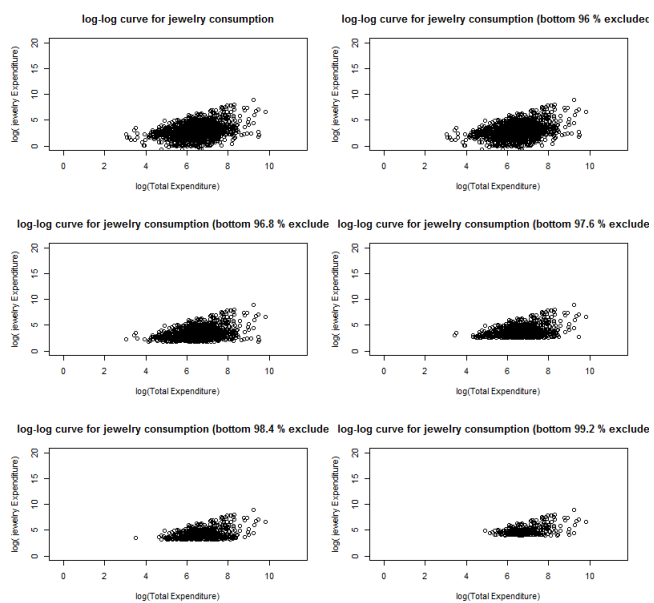 log-log curve for jewelry consumption
log( jewelry Expenditure)
20
15
10
5
0
0 2 4 6 8 10
log(Total Expenditure)
log-log curve for jewelry consumption (bottom 96 % excluded
log( jewelry Expenditure)
20
15
10
5
0
0 2 4 6 8 10
log(Total Expenditure)
log-log curve for jewelry consumption (bottom 96.8 % exclude
log( jewelry Expenditure)
20
15
10
5
0
0 2 4 6 8 10
log(Total Expenditure)
log-log curve for jewelry consumption (bottom 97.6 % exclude
log( jewelry Expenditure)
20
15
10
5
0
0 2 4 6 8 10
log(Total Expenditure)
log-log curve for jewelry consumption (bottom 98.4 % exclude
log( jewelry Expenditure)
20
15
10
5
0
0 2 4 6 8 10
log(Total Expenditure)
log-log curve for jewelry consumption (bottom 99.2 % exclude
log( jewelry Expenditure)
20
15
10
5
0
0 2 4 6 8 10
log(Total Expenditure)